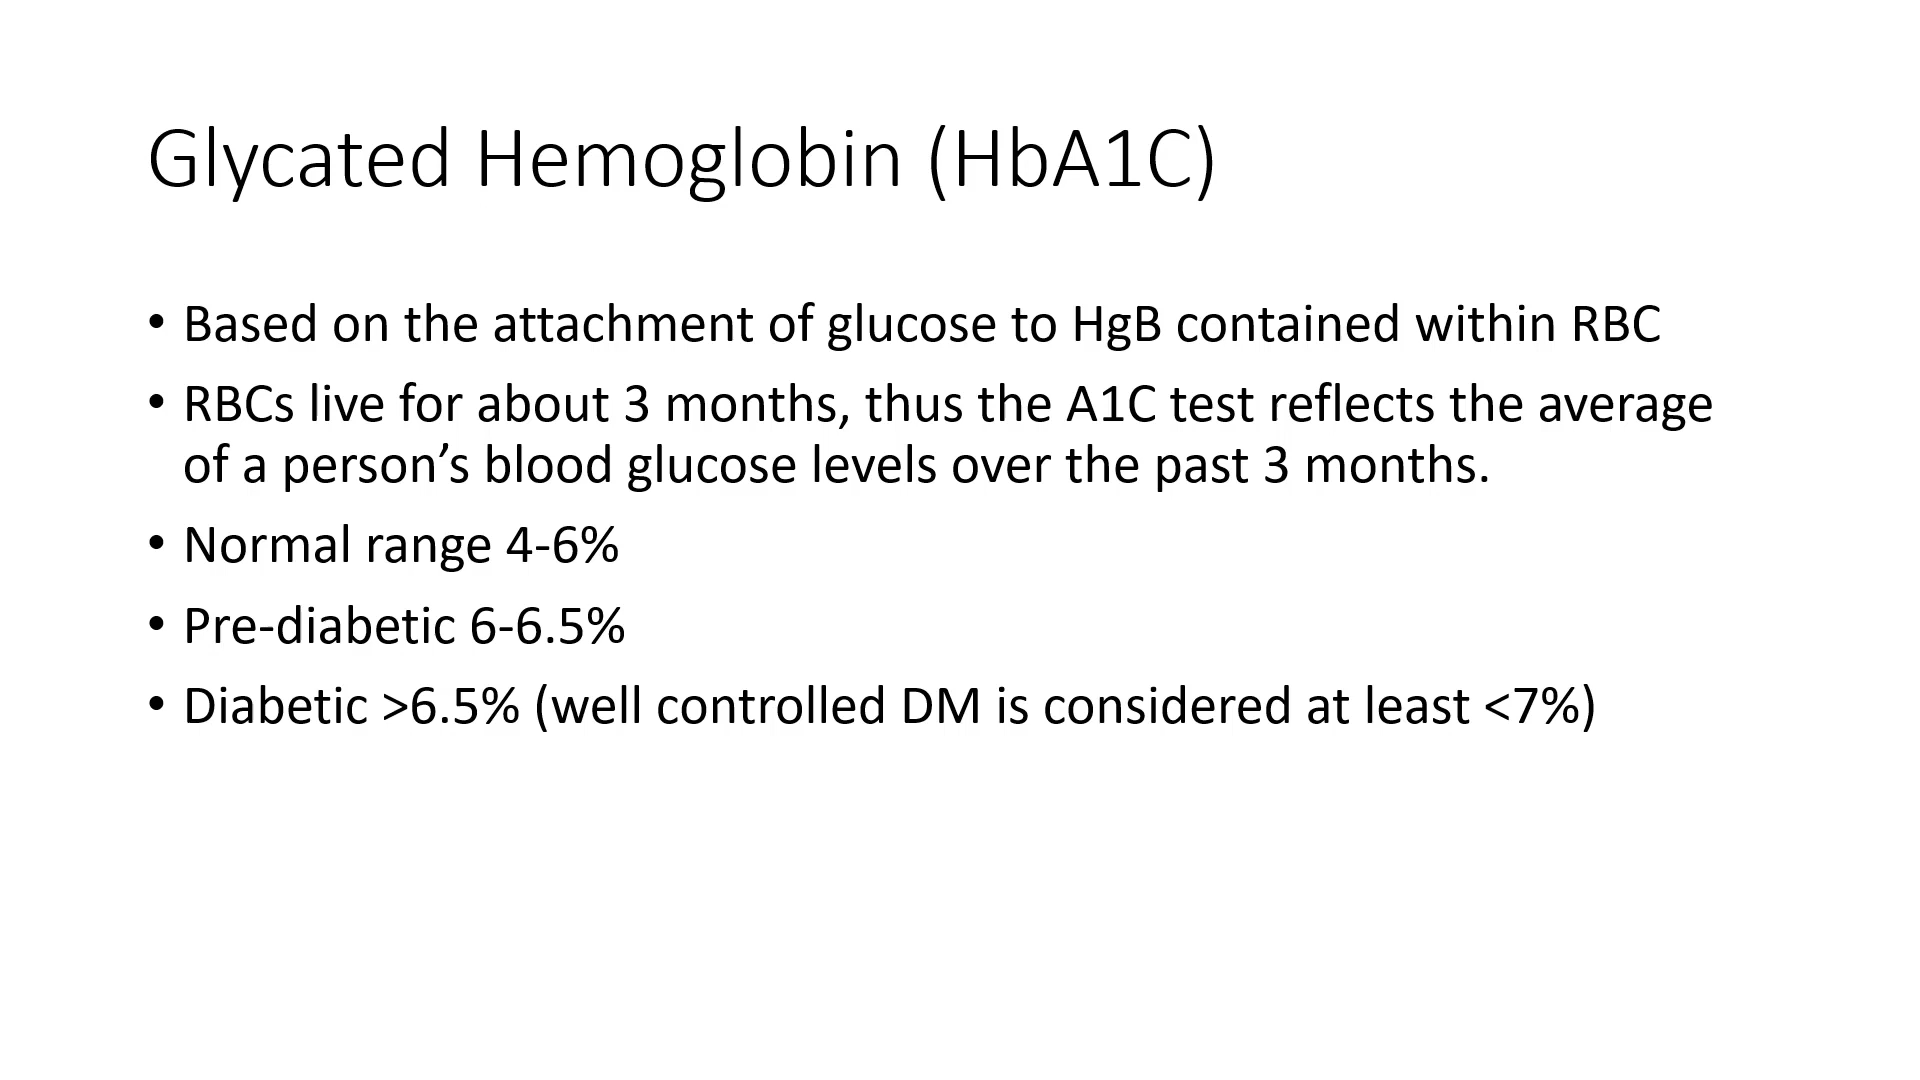 Glycated Hemoglobin (HbA1C)
• Based on the attachment of glucose to HgB contained within RBC
• RBCs live for about 3 months, thus the A1C test reflects the average
of a person’s blood glucose levels over the past 3 months.
• Normal range 4-6%
• Pre-diabetic 6-6.5%
• Diabetic >6.5% (well controlled DM is considered at least <7%)